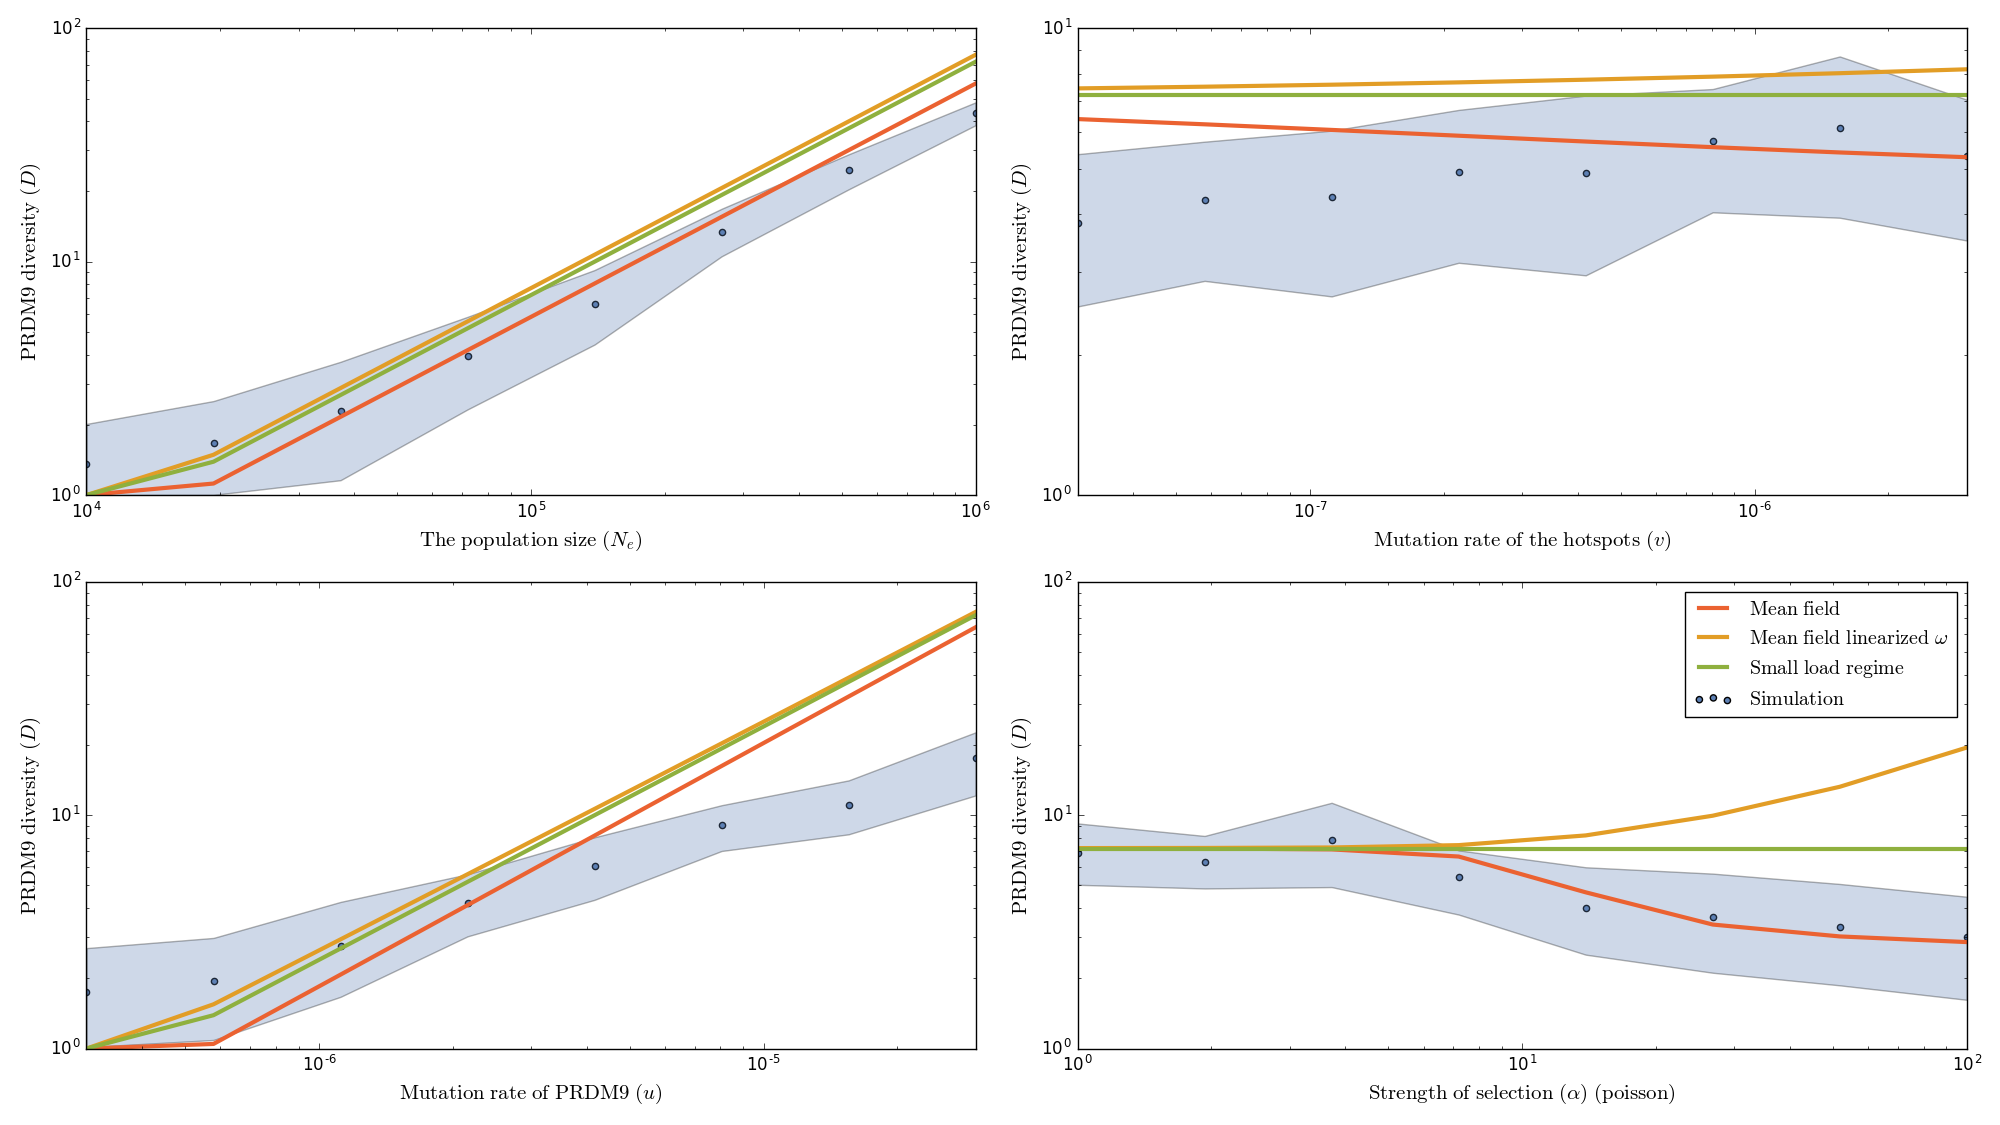 10^2
10^1
10^0
PRDM9 diversity (D)
10^4
10^5
10^6
The population size (N_e)
10^1
10^0
PRDM9 diversity (D)
10^-7
10^-6
Mutation rate of the hotspots (v)
10^2
10^1
10^0
PRDM9 diversity (D)
10^-6
10^-5
Mutation rate of PRDM9 (u)
10^2
10^1
10^0
PRDM9 diversity (D)
Mean field
Mean field linearized ω
Small load regime
Simulation
10^0
10^1
10^2
Strength of selection (α) (poisson)